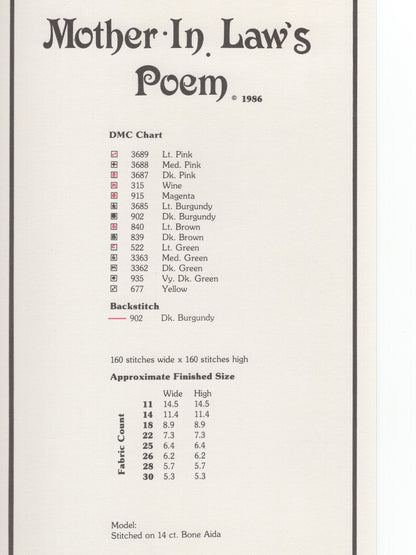 Mother·In Law's
Poem
© 1986
DMC Chart
3689 Lt. Pink
3688 Med. Pink
3687 Dk. Pink
315 Wine
915 Magenta
3685 Lt. Burgundy
902 Dk. Burgundy
840 Lt. Brown
839 Dk. Brown
522 Lt. Green
3363 Med. Green
3362 Dk. Green
935 Vy. Dk. Green
677 Yellow
Backstitch
902 Dk. Burgundy
160 stitches wide x 160 stitches high
Approximate Finished Size
Wide High
Fabric Count
11 14.5 14.5
14 11.4 11.4
18 8.9 8.9
22 7.3 7.3
25 6.4 6.4
26 6.2 6.2
28 5.7 5.7
30 5.3 5.3
Model:
Stitched on 14 ct. Bone Aida